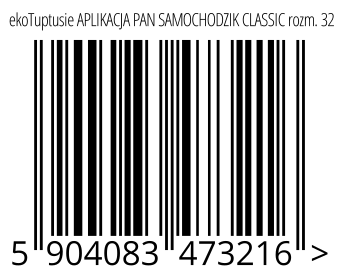 ekoTuptusie APLIKACJA PAN SAMOCHODZIK CLASSIC rozm. 32
5 904083 473216 >